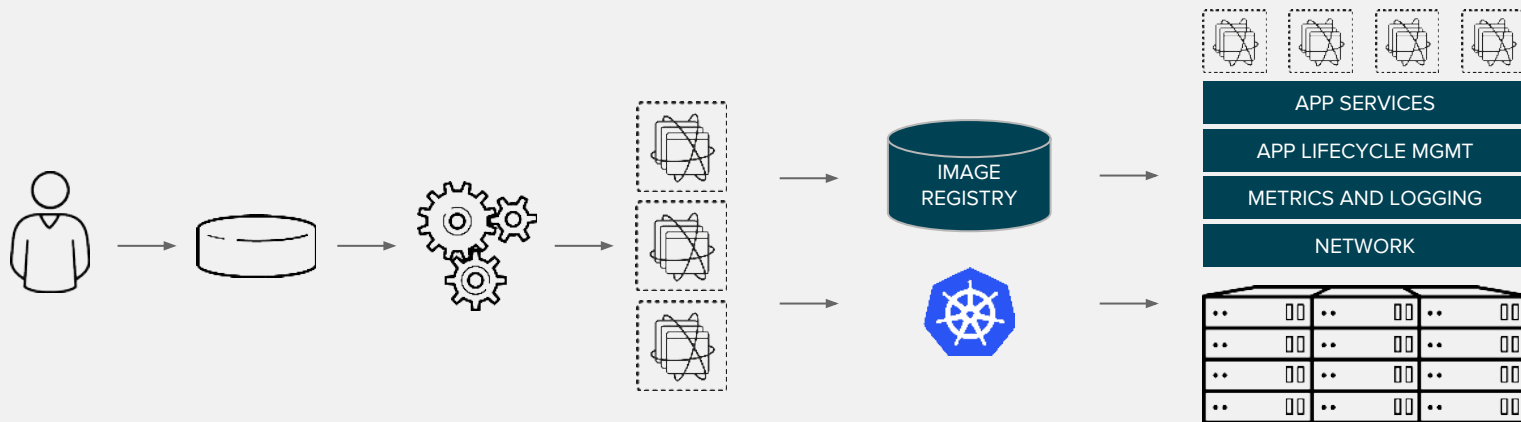 IMAGE
REGISTRY
APP SERVICES
APP LIFECYCLE MGMT
METRICS AND LOGGING
NETWORK